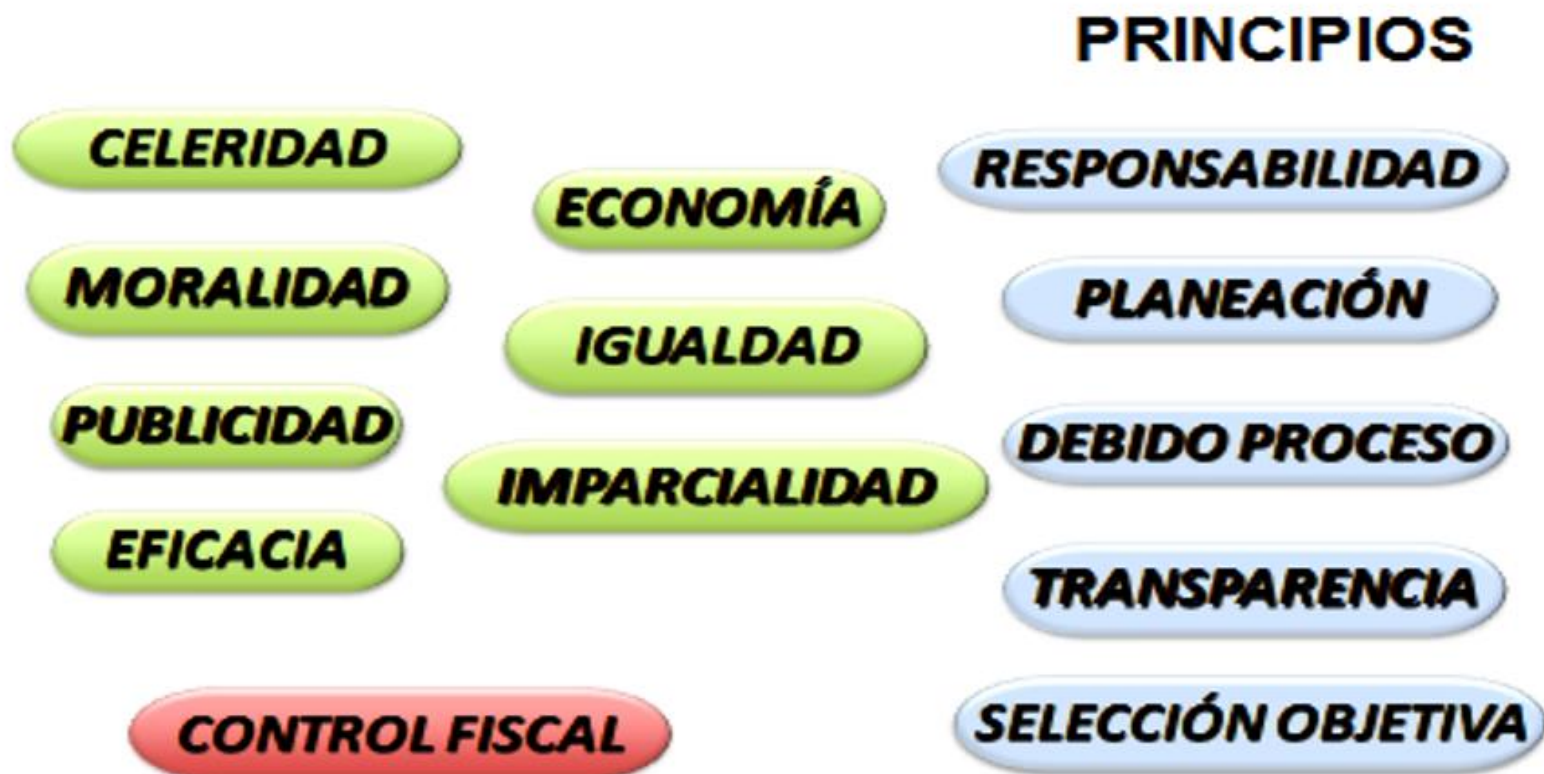 PRINCIPIOS
CELERIDAD
MORALIDAD
PUBLICIDAD
EFICACIA
ECONOMÍA
IGUALDAD
IMPARCIALIDAD
RESPONSABILIDAD
PLANEACIÓN
DEBIDO PROCESO
TRANSPARENCIA
SELECCIÓN OBJETIVA
CONTROL FISCAL